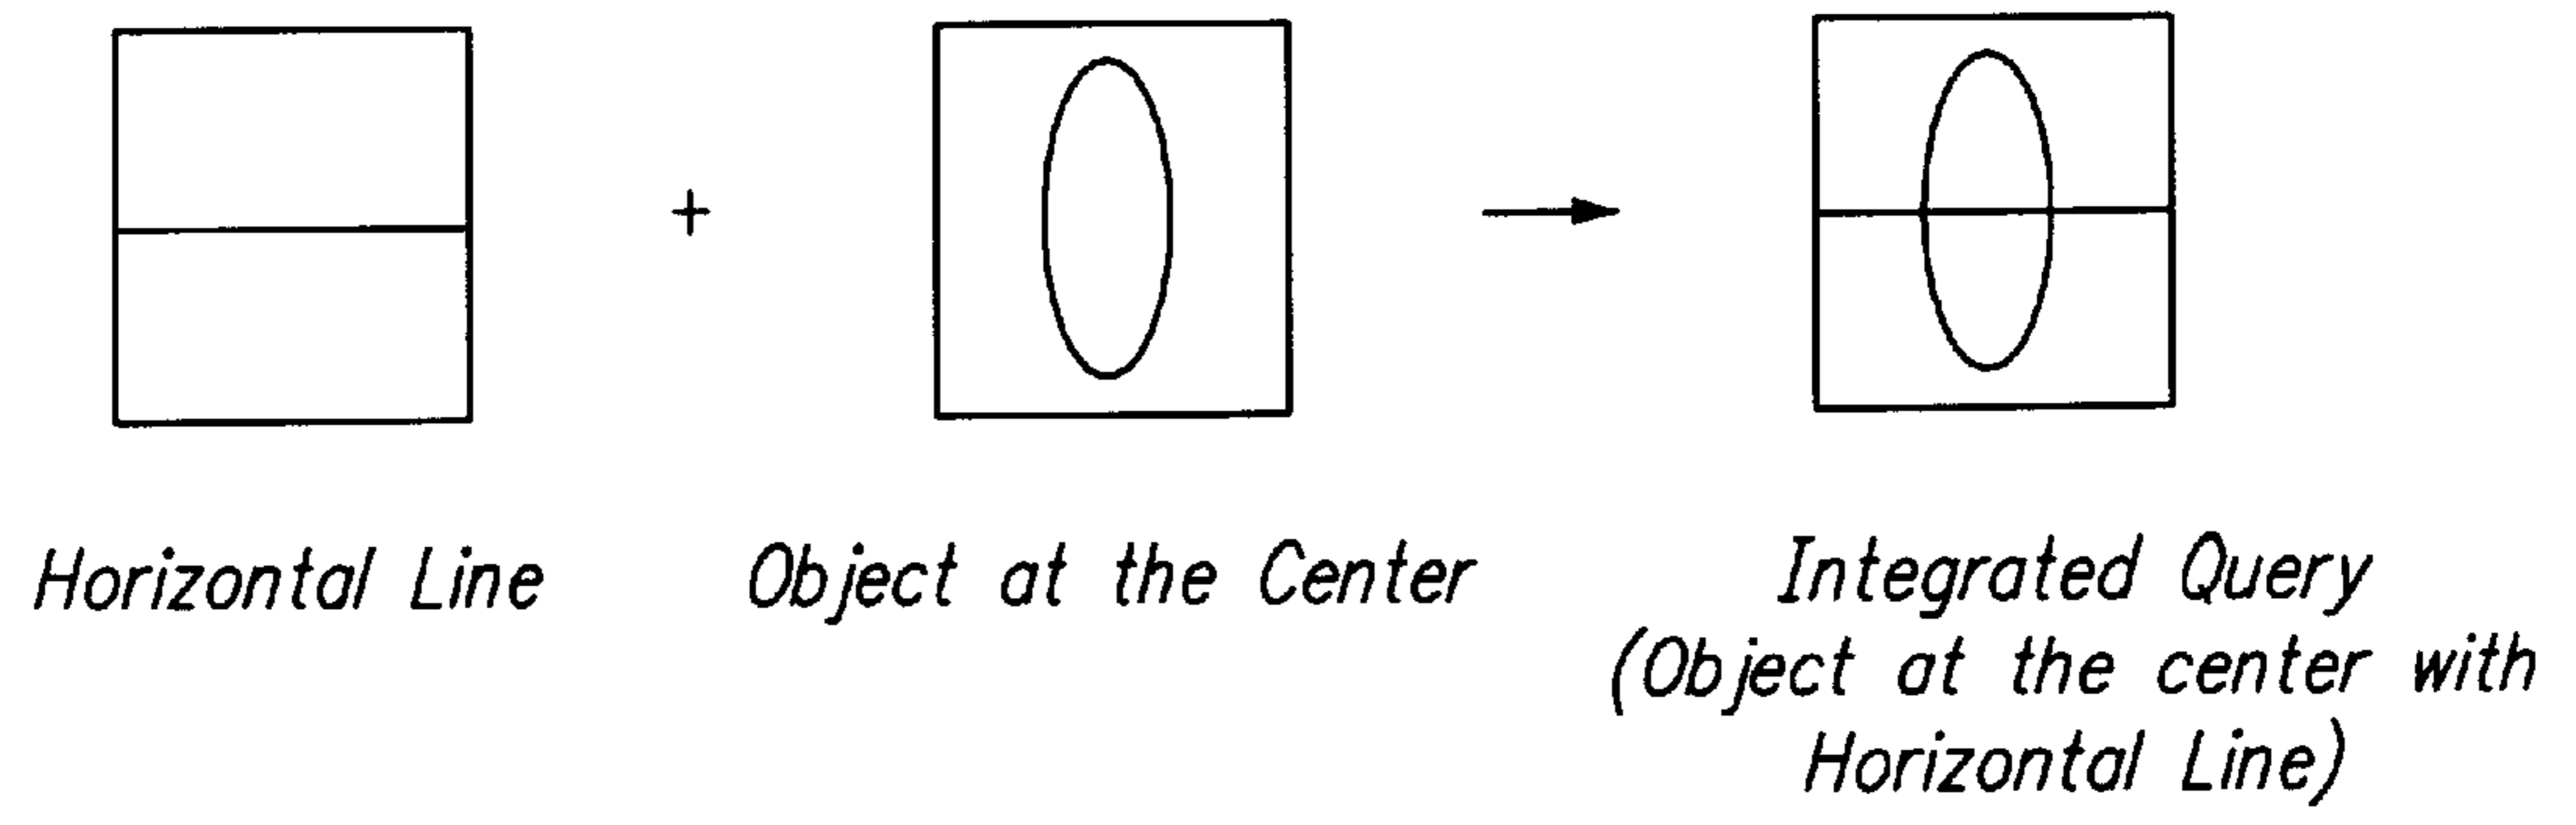 +
Horizontal Line
Object at the Center
Integrated Query
(Object at the center with
Horizontal Line)